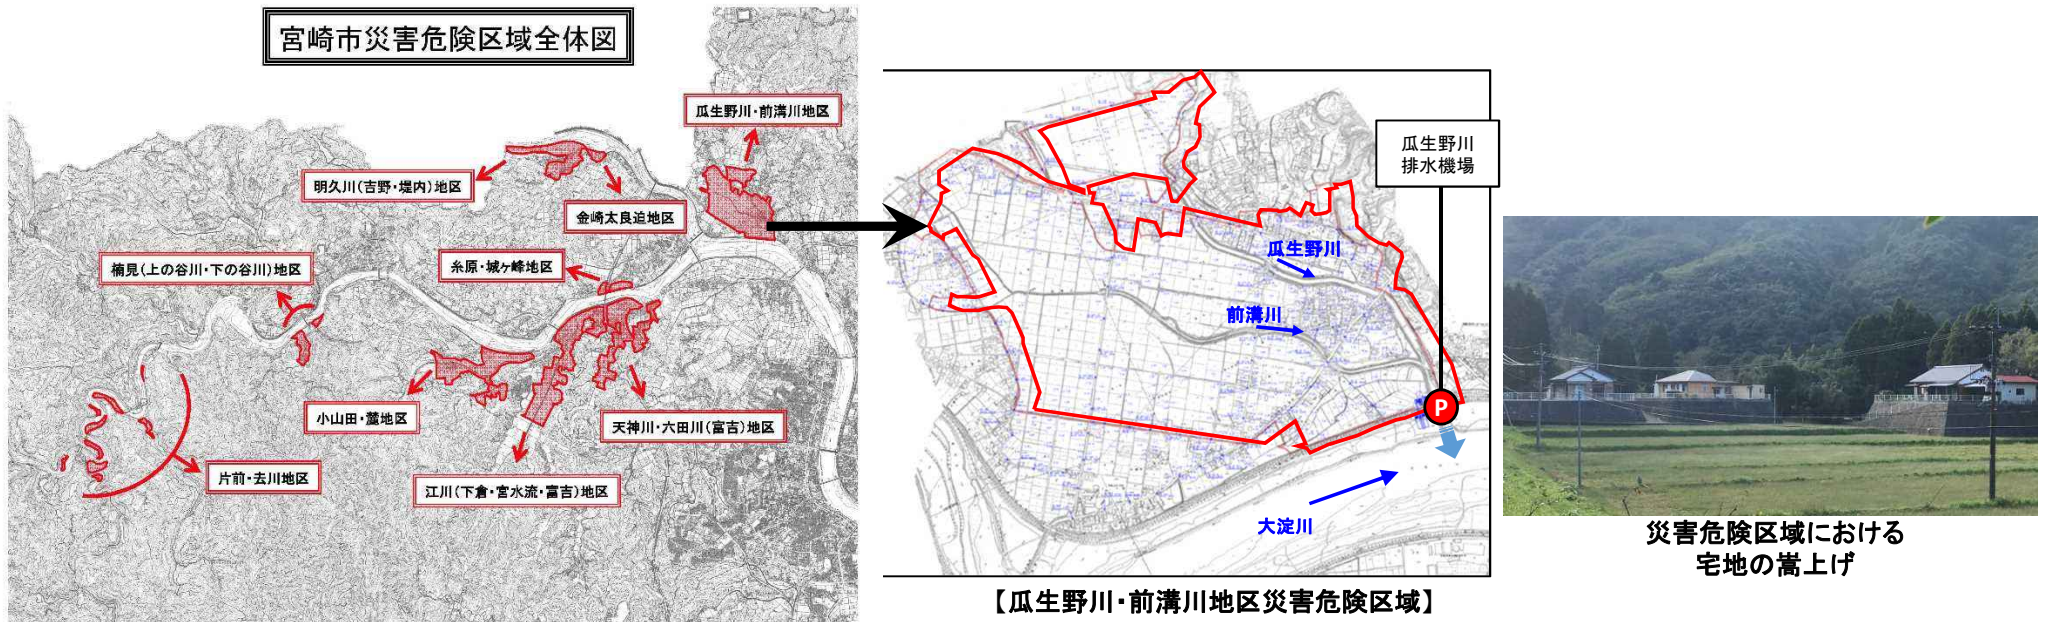 宮崎市災害危険区域全体図
瓜生野川・前溝川地区
明久川(吉野・堤内)地区
金崎太良迫地区
楠見(上の谷川・下の谷川)地区
糸原・城ヶ峰地区
小山田・麓地区
天神川・六田川(富吉)地区
片前・去川地区
江川(下倉・宮水流・富吉)地区
瓜生野川
排水機場
瓜生野川
前溝川
P
大淀川
【瓜生野川・前溝川地区災害危険区域】
災害危険区域における
宅地の嵩上げ